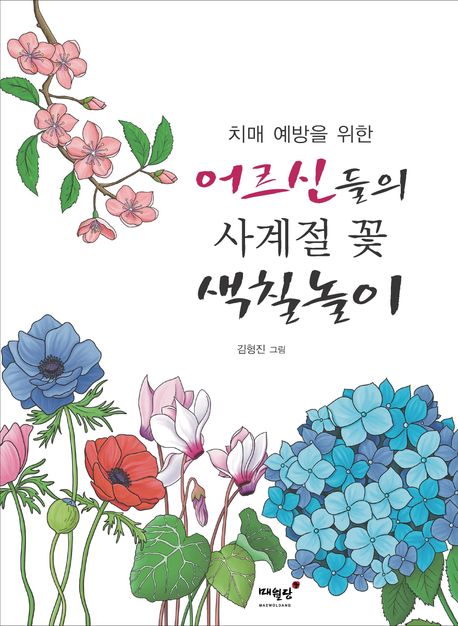 치매 예방을 위한
어르신들의
사계절 꽃
색칠놀이
김형진 그림
매월당
MAEWOLDANG